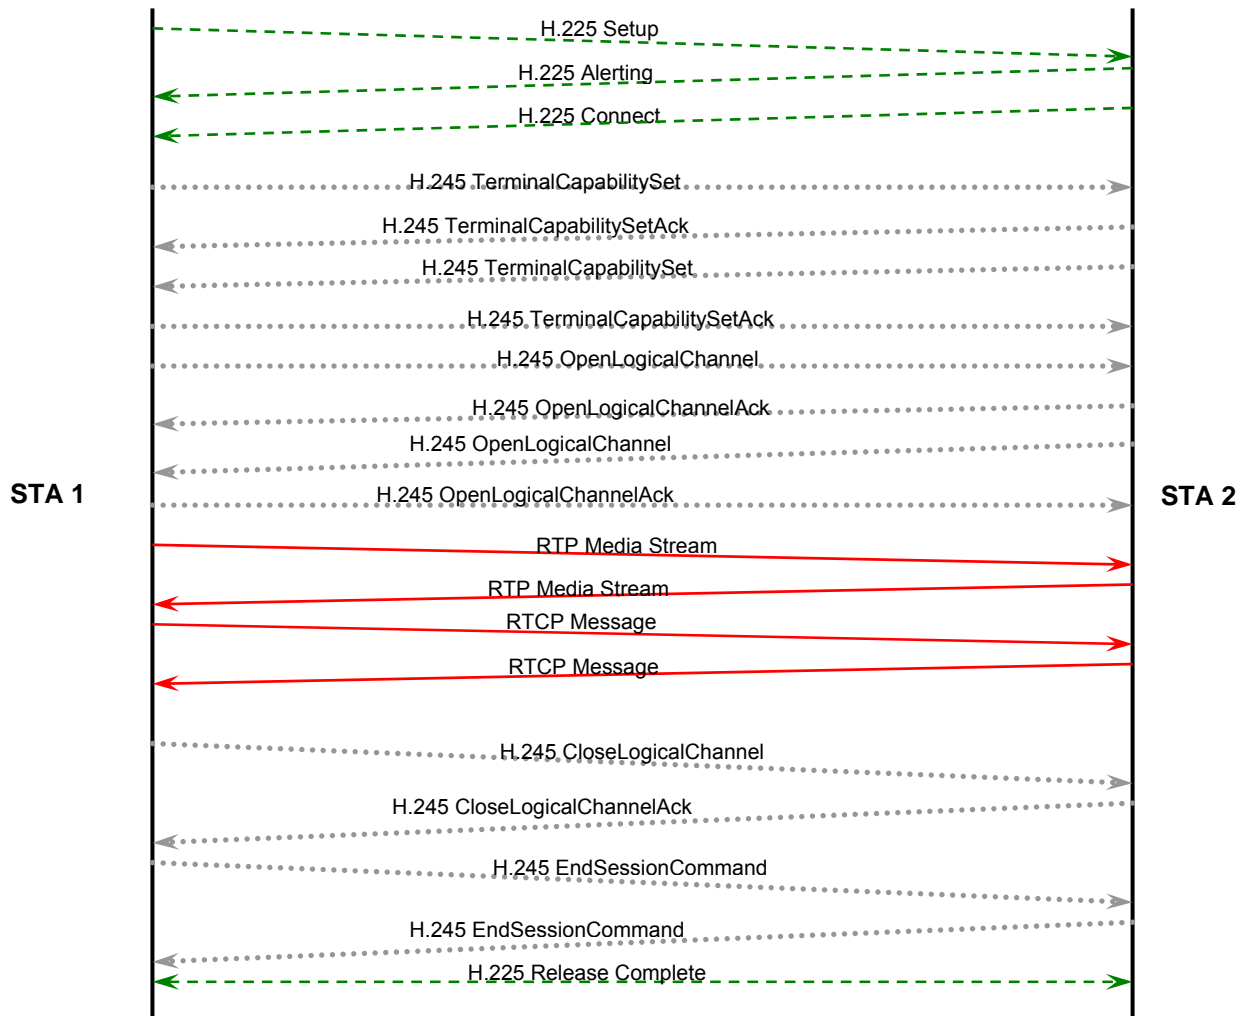 H.225 Setup
H.225 Alerting
H.225 Connect
H.245 TerminalCapabilitySet
H.245 TerminalCapabilitySetAck
H.245 TerminalCapabilitySet
H.245 TerminalCapabilitySetAck
H.245 OpenLogicalChannel
H.245 OpenLogicalChannelAck
H.245 OpenLogicalChannel
STA 1
H.245 OpenLogicalChannelAck
STA 2
RTP Media Stream
RTP Media Stream
RTCP Message
RTCP Message
H.245 CloseLogicalChannel
H.245 CloseLogicalChannelAck
H.245 EndSessionCommand
H.245 EndSessionCommand
H.225 Release Complete